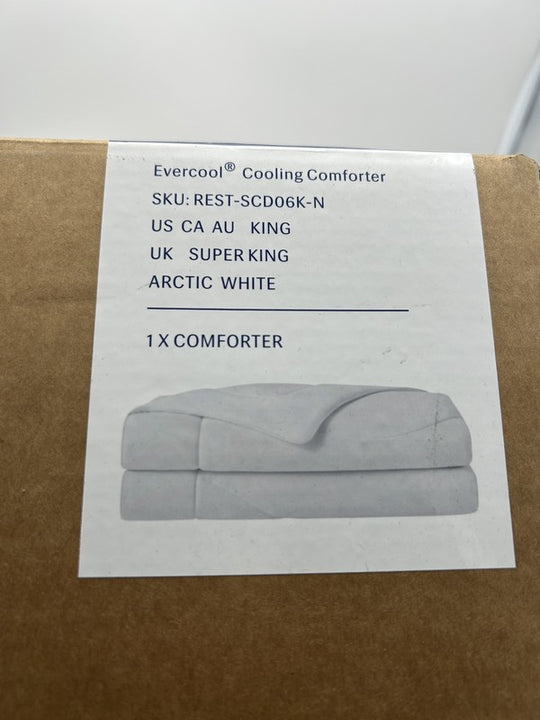 Evercool® Cooling Comforter
SKU: REST-SCD06K-N
US CA AU KING
UK SUPER KING
ARCTIC WHITE
1 X COMFORTER